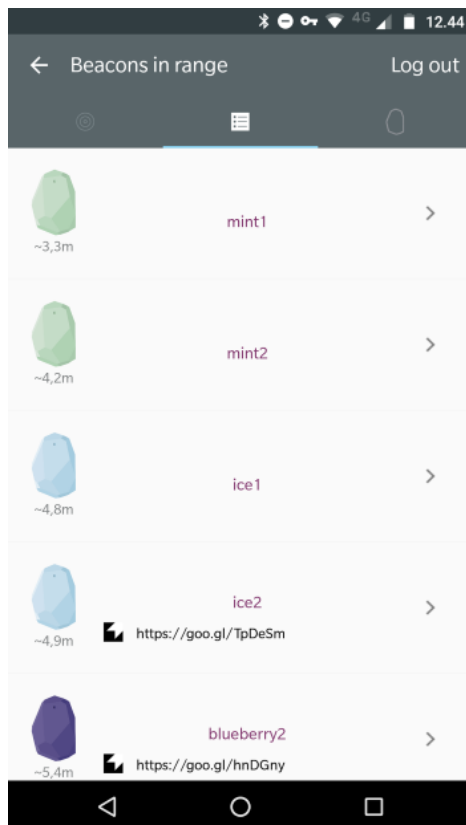 4G 12.44
Beacons in range Log out
mint1
~3,3m
mint2
~4,2m
ice1
~4,8m
ice2
https://goo.gl/TpDeSm
~4,9m
blueberry2
https://goo.gl/hnDGny
~5,4m